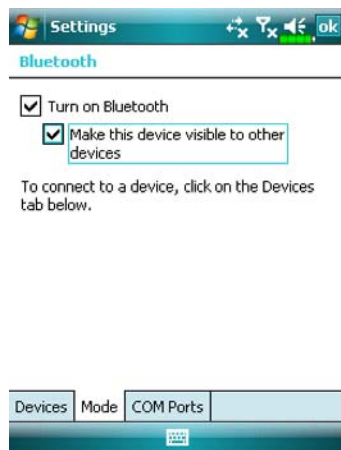 Settings
ok
Bluetooth
Turn on Bluetooth
Make this device visible to other
devices
To connect to a device, click on the Devices
tab below.
Devices
Mode
COM Ports